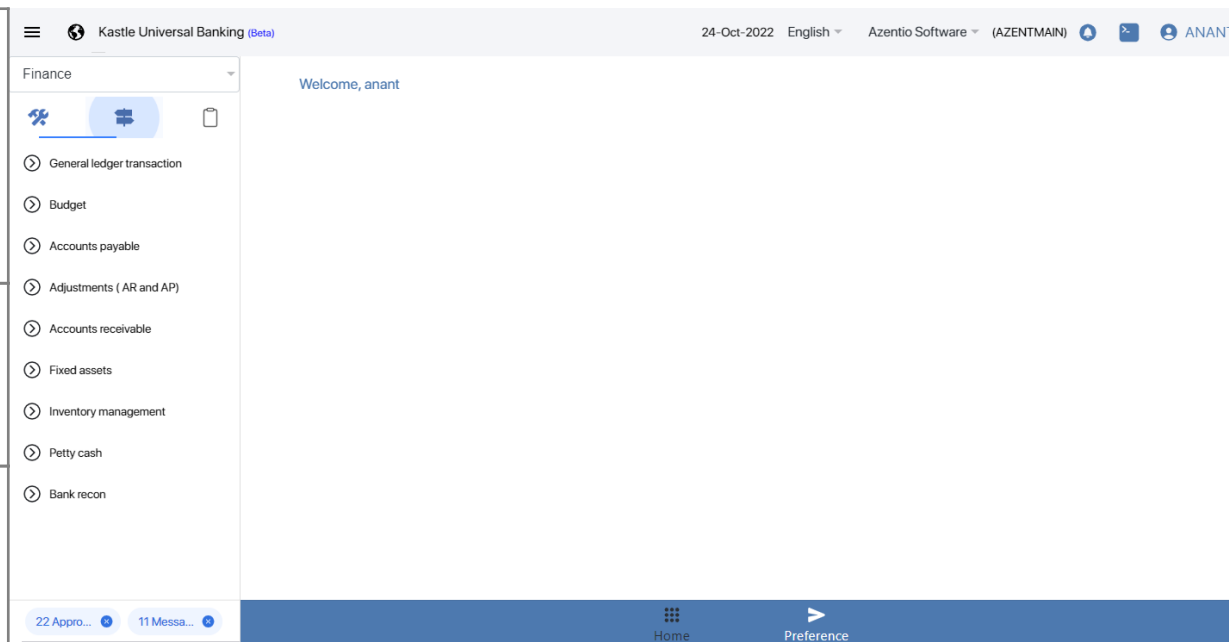 Kastle Universal Banking (Beta)
24-Oct-2022 English Azentio Software (AZENTMAIN) ANANT
Finance
Welcome, anant
General ledger transaction
Budget
Accounts payable
Adjustments ( AR and AP)
Accounts receivable
Fixed assets
Inventory management
Petty cash
Bank recon
22 Appro... 11 Messa...
Home Preference